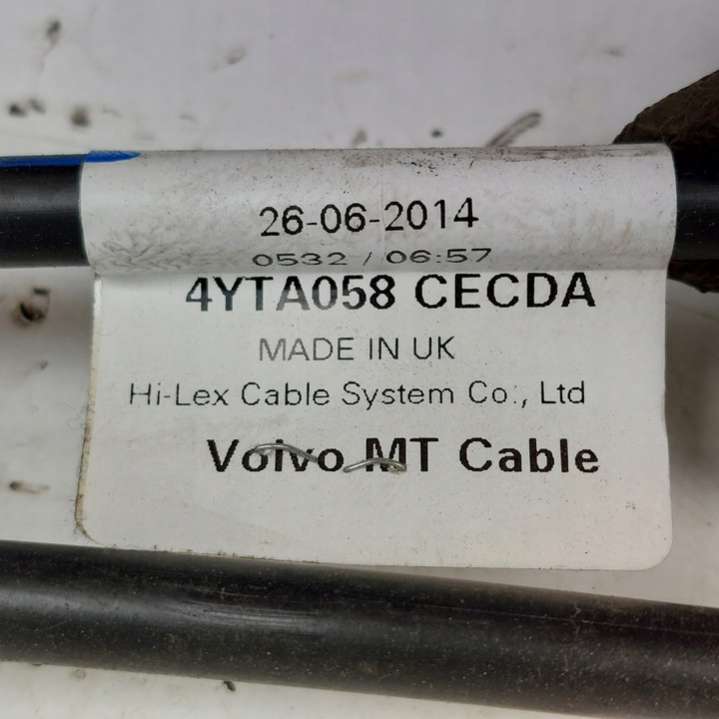 26-06-2014
0532 / 06:57
4YTA058 CECDA
MADE IN UK
Hi-Lex Cable System Co., Ltd
Volvo MT Cable